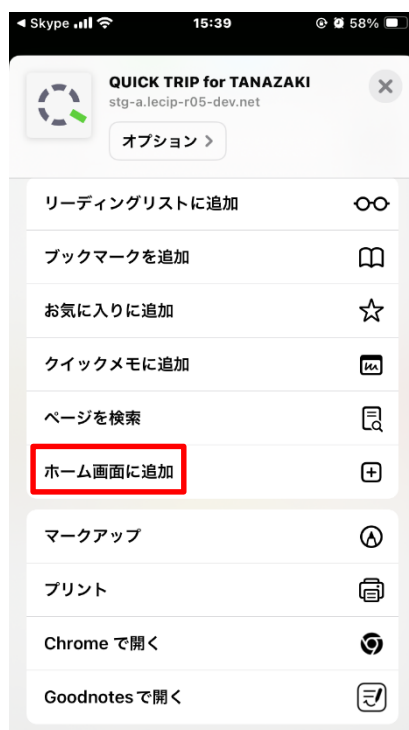 ◀ Skype 15:39 58%
QUICK TRIP for TANAZAKI
stg-a.lecip-r05-dev.net
オプション >
リーディングリストに追加
ブックマークを追加
お気に入りに追加
クイックメモに追加
ページを検索
ホーム画面に追加
マークアップ
プリント
Chrome で開く
Goodnotesで開く